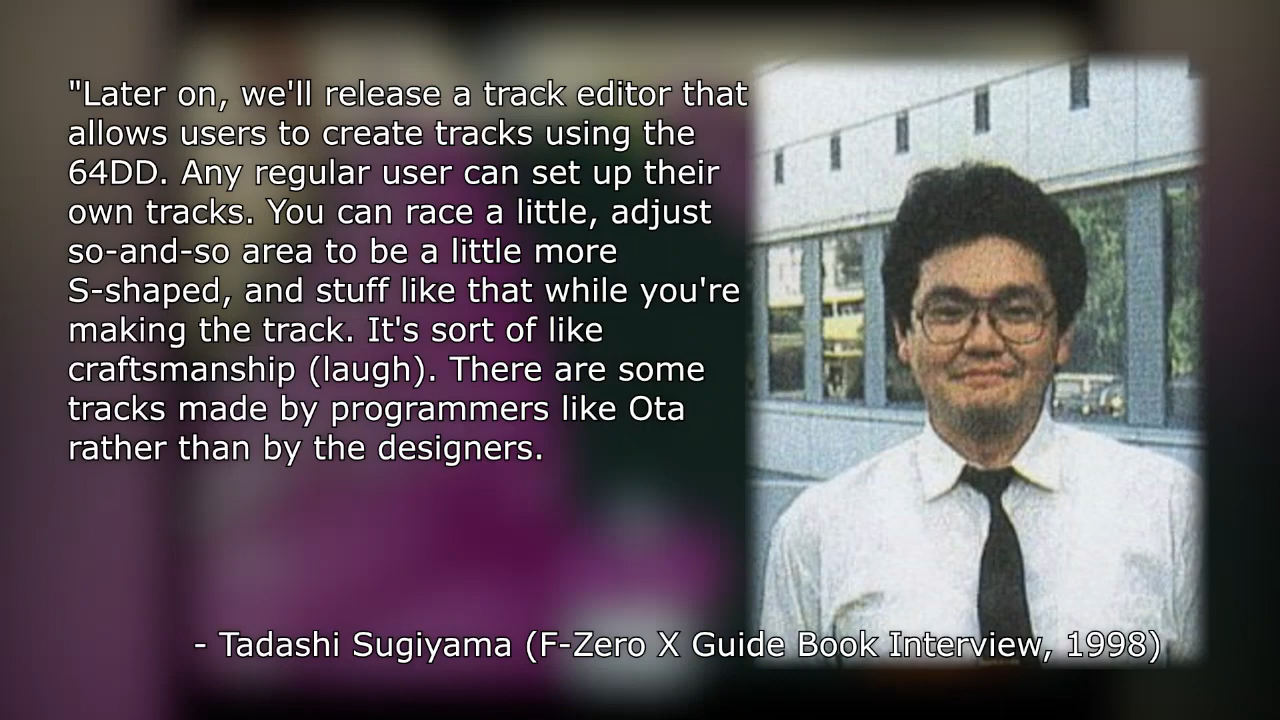 "Later on, we'll release a track editor that
allows users to create tracks using the
64DD. Any regular user can set up their
own tracks. You can race a little, adjust
so-and-so area to be a little more
S-shaped, and stuff like that while you're
making the track. It's sort of like
craftsmanship (laugh). There are some
tracks made by programmers like Ota
rather than by the designers.
- Tadashi Sugiyama (F-Zero X Guide Book Interview, 1998)